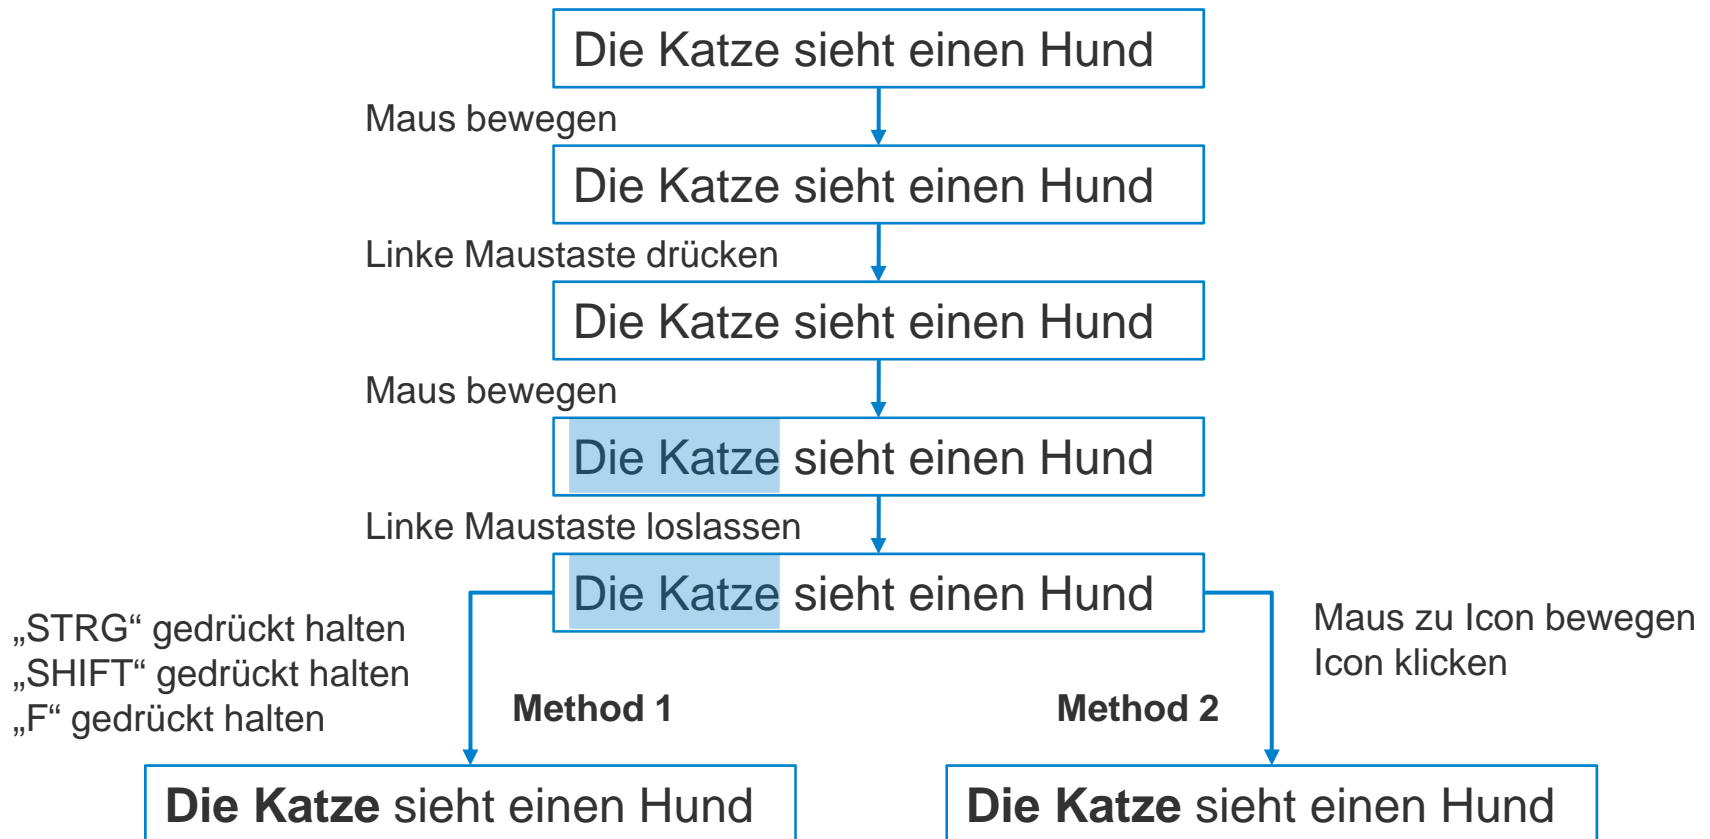 Die Katze sieht einen Hund
Maus bewegen
Die Katze sieht einen Hund
Linke Maustaste drücken
Die Katze sieht einen Hund
Maus bewegen
Die Katze sieht einen Hund
Linke Maustaste loslassen
Die Katze sieht einen Hund
„STRG“ gedrückt halten
„SHIFT“ gedrückt halten
„F“ gedrückt halten
Method 1
Maus zu Icon bewegen
Icon klicken
Method 2
Die Katze sieht einen Hund
Die Katze sieht einen Hund